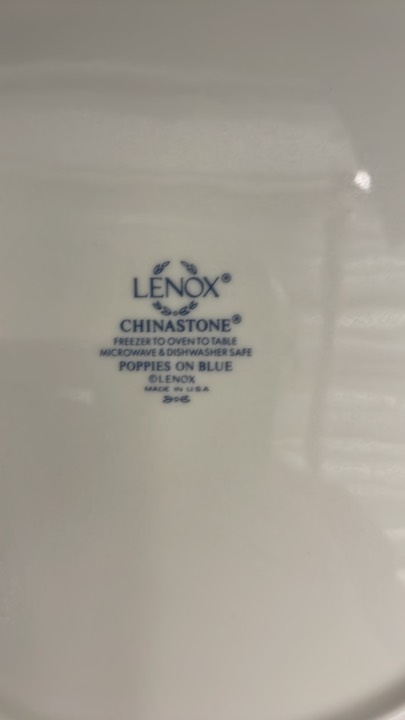 LENOX®
CHINASTONE®
FREEZER TO OVEN TO TABLE
MICROWAVE & DISHWASHER SAFE
POPPIES ON BLUE
©LENOX
MADE IN U.S.A.